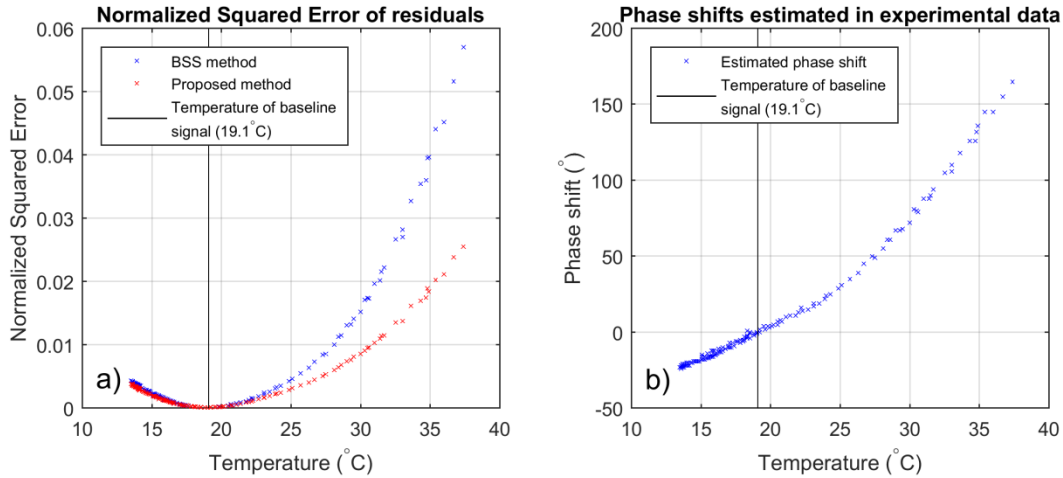 Normalized Squared Error of residuals
0.06
0.05
0.04
0.03
0.02
0.01
0
Normalized Squared Error
BSS method
Proposed method
Temperature of baseline
signal (19.1°C)
a)
10 15 20 25 30 35 40
Temperature (°C)
Phase shifts estimated in experimental data
200
150
100
50
0
-50
Phase shift (°)
Estimated phase shift
Temperature of baseline
signal (19.1°C)
b)
10 15 20 25 30 35 40
Temperature (°C)